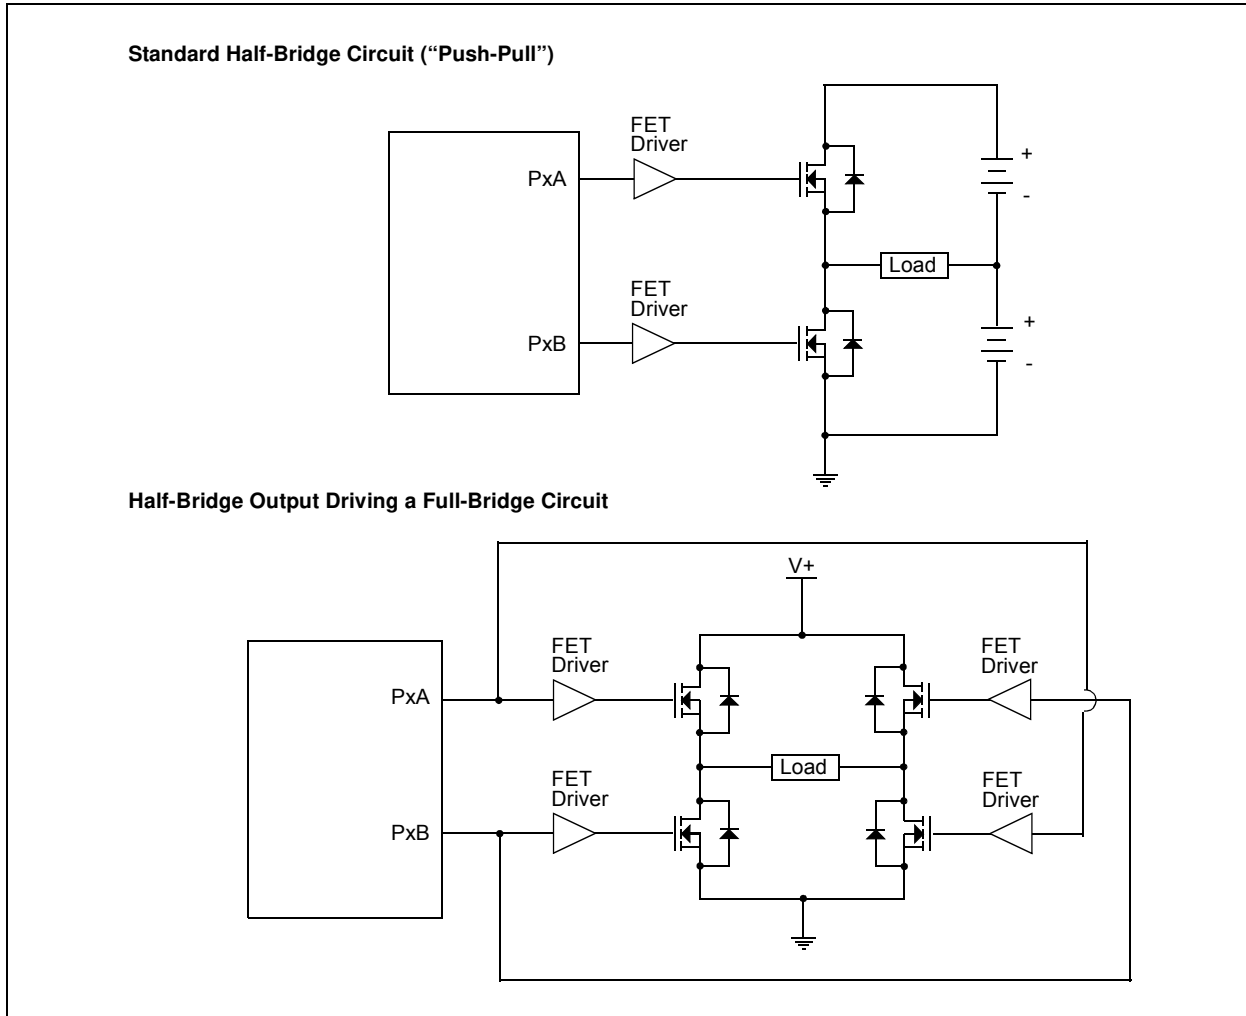 Standard Half-Bridge Circuit (“Push-Pull”)
FET
Driver
PxA
+
-
Load
FET
Driver
PxB
+
-
Half-Bridge Output Driving a Full-Bridge Circuit
V+
FET
Driver
FET
Driver
PxA
Load
FET
Driver
FET
Driver
PxB